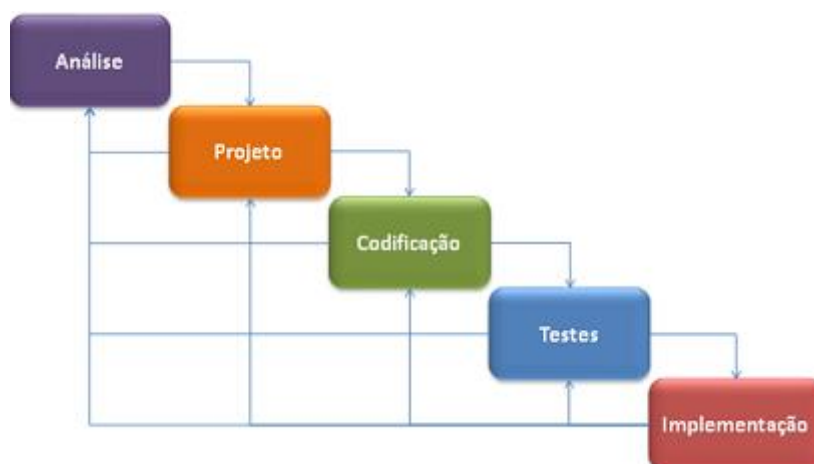 Análise
Projeto
Codificação
Testes
Implementação